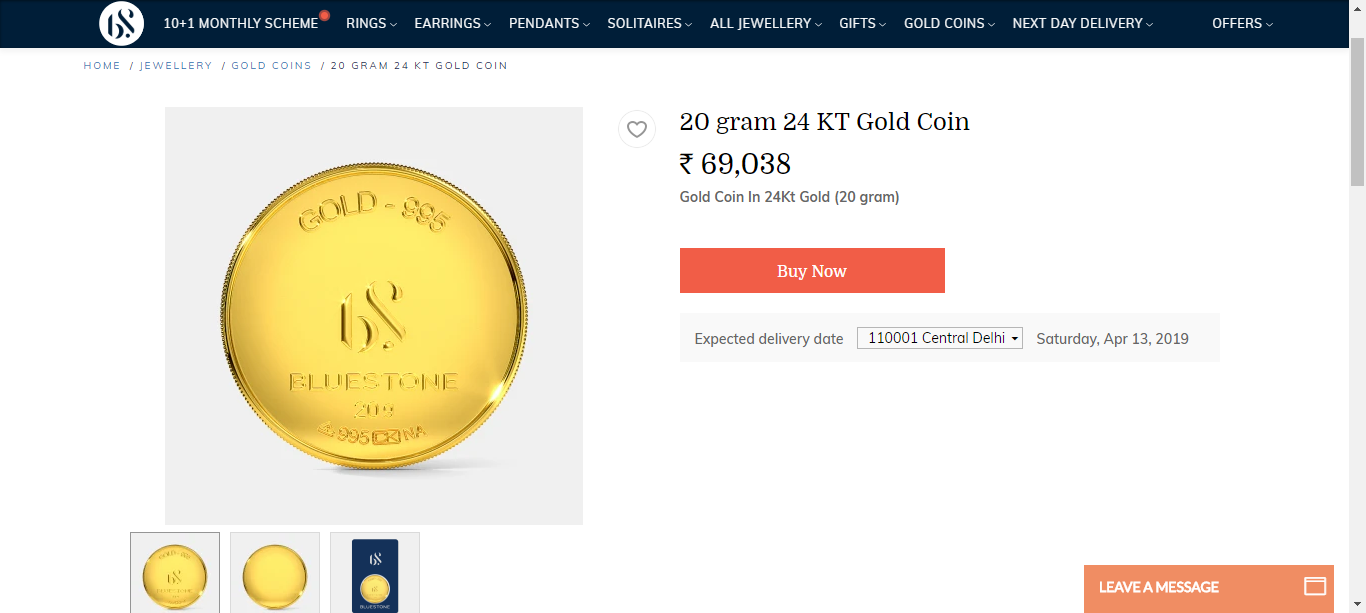 10+1 MONTHLY SCHEME RINGS EARRINGS PENDANTS SOLITAIRES ALL JEWELLERY GIFTS GOLD COINS NEXT DAY DELIVERY OFFERS
HOME / JEWELLERY / GOLD COINS / 20 GRAM 24 KT GOLD COIN
GOLD - 995
BLUESTONE
20g
995 NA
20 gram 24 KT Gold Coin
₹ 69,038
Gold Coin In 24Kt Gold (20 gram)
Buy Now
Expected delivery date 110001 Central Delhi Saturday, Apr 13, 2019
BLUESTONE
LEAVE A MESSAGE